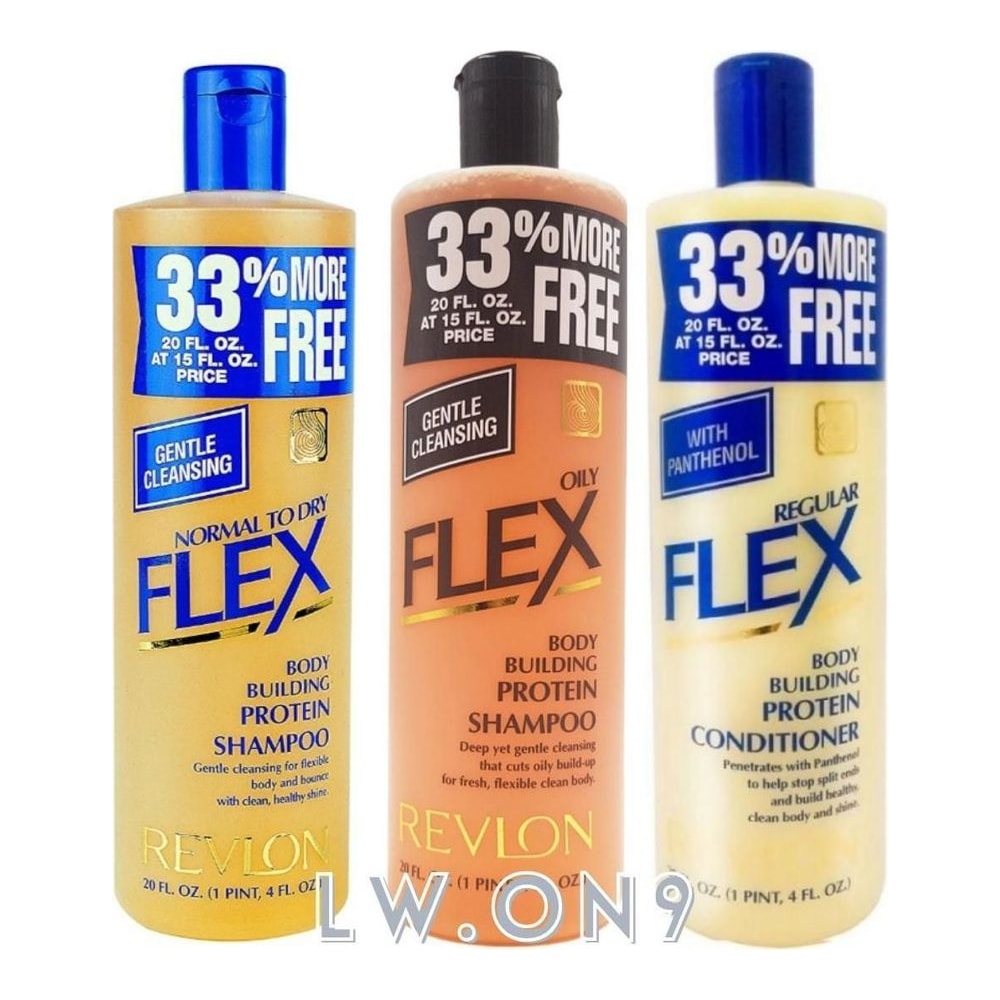 33% MORE
FREE
20 FL. OZ.
AT 15 FL. OZ.
PRICE
GENTLE
CLEANSING
NORMAL TO DRY
FLEX
BODY
BUILDING
PROTEIN
SHAMPOO
Gentle cleansing for flexible
body and bounce
with clean, healthy shine.
REVLON
20 FL. OZ. (1 PINT, 4 FL. OZ.)
33% MORE
FREE
20 FL. OZ.
AT 15 FL. OZ.
PRICE
GENTLE
CLEANSING
OILY
FLEX
BODY
BUILDING
PROTEIN
SHAMPOO
Deep yet gentle cleansing
that cuts oily build-up
for fresh, flexible clean body.
REVLON
20 FL. (1 PINT OZ.
33% MORE
FREE
20 FL. OZ.
AT 15 FL. OZ.
PRICE
WITH
PANTHENOL
REGULAR
FLEX
BODY
BUILDING
PROTEIN
CONDITIONER
Penetrates with Panthenol
to help stop split ends
and build healthy,
clean body and shine.
OZ. (1 PINT, 4 FL. OZ.)
LW.ON9